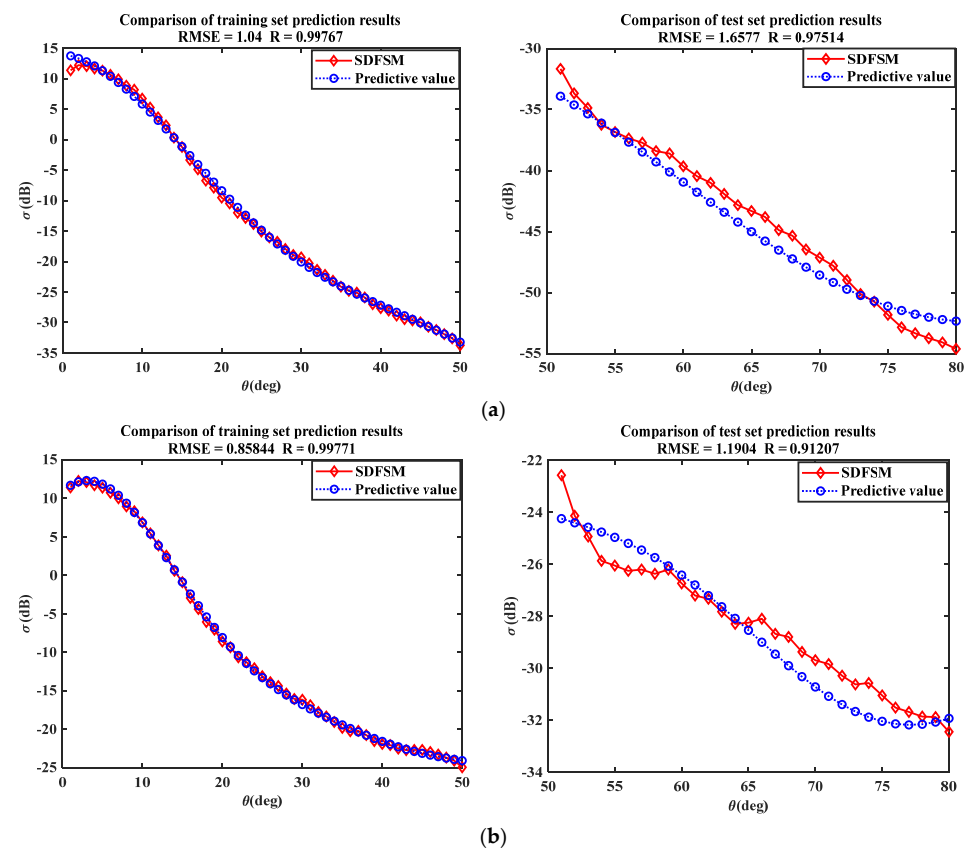 Comparison of training set prediction results
RMSE = 1.04 R = 0.99767
SDFSM
Predictive value
15
10
5
0
-5
-10
-15
-20
-25
-30
-35
σ (dB)
0 10 20 30 40 50
θ(deg)
Comparison of test set prediction results
RMSE = 1.6577 R = 0.97514
SDFSM
Predictive value
-30
-35
-40
-45
-50
-55
σ (dB)
50 55 60 65 70 75 80
θ(deg)
(a)
Comparison of training set prediction results
RMSE = 0.85844 R = 0.99771
SDFSM
Predictive value
15
10
5
0
-5
-10
-15
-20
-25
σ (dB)
0 10 20 30 40 50
θ(deg)
Comparison of test set prediction results
RMSE = 1.1904 R = 0.91207
SDFSM
Predictive value
-22
-24
-26
-28
-30
-32
-34
σ (dB)
50 55 60 65 70 75 80
θ(deg)
(b)